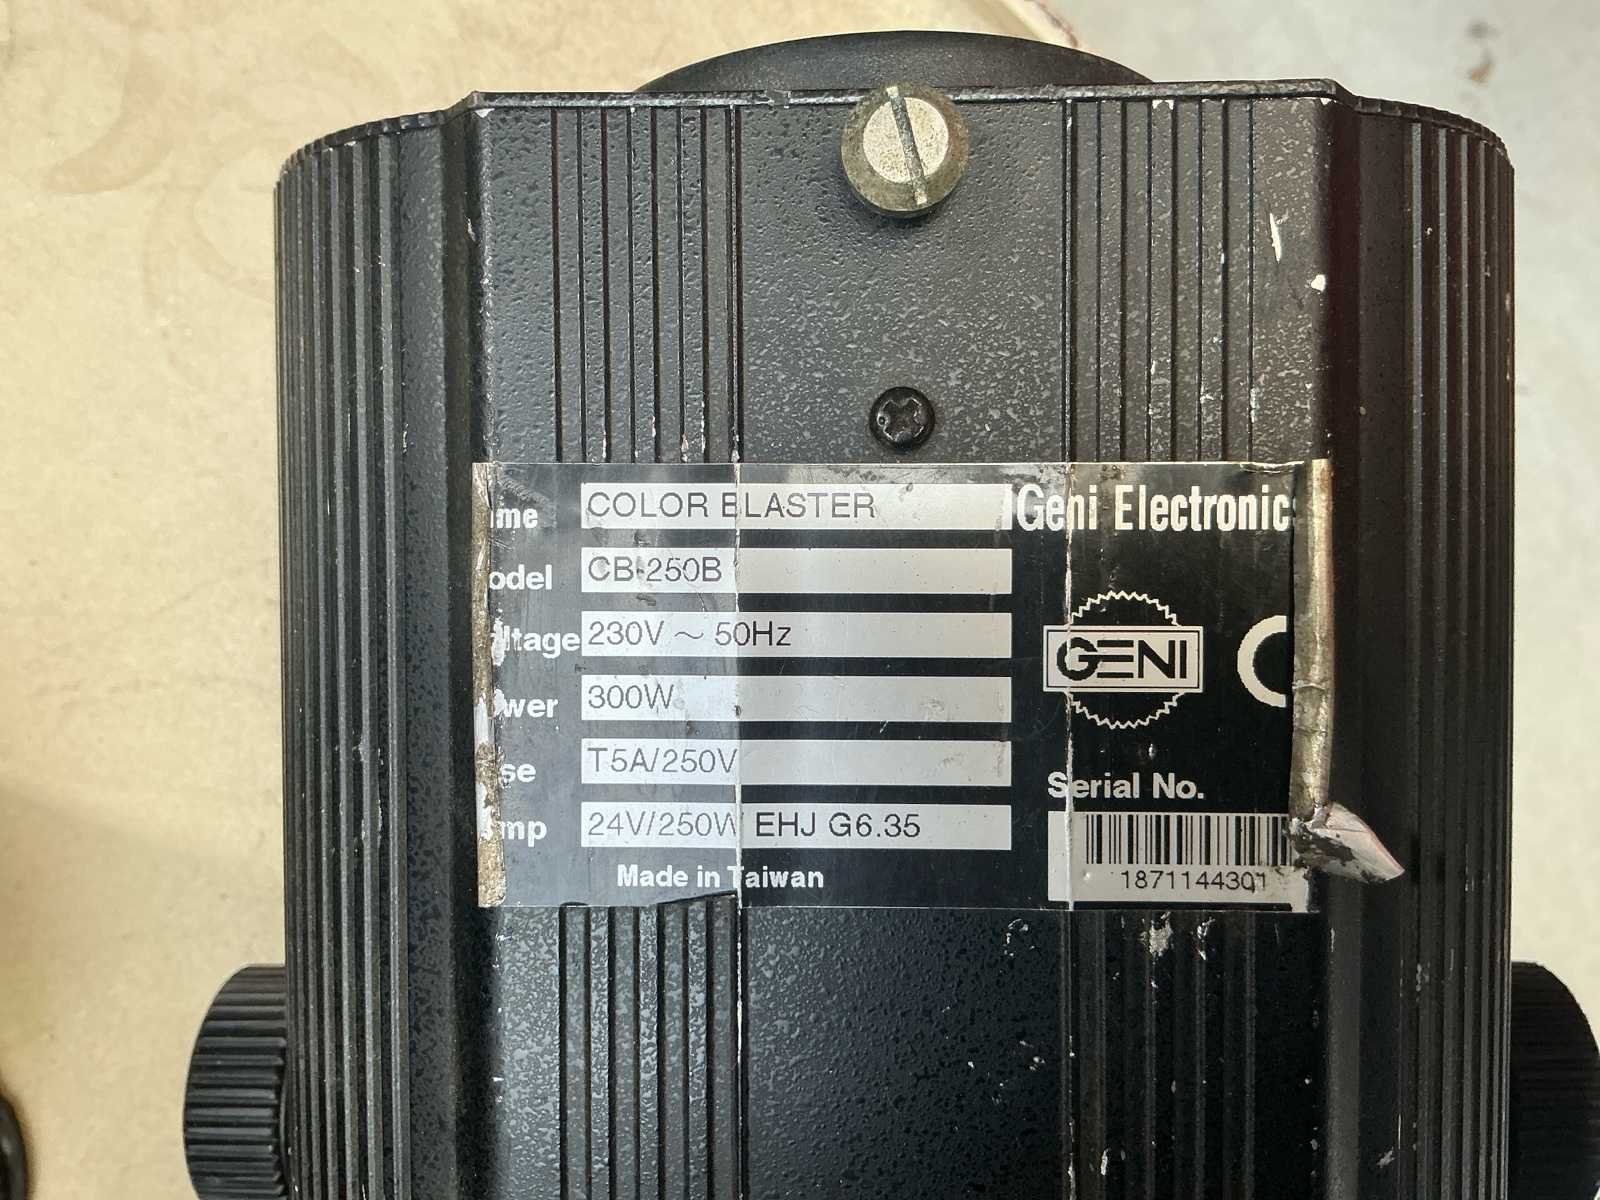 me COLOR BLASTER
Geni Electronics
odel CB-250B
ltage 230V ~ 50Hz
GENI
wer 300W
se T5A/250V
Serial No.
mp 24V/250W EHJ G6.35
1871144301
Made in Taiwan